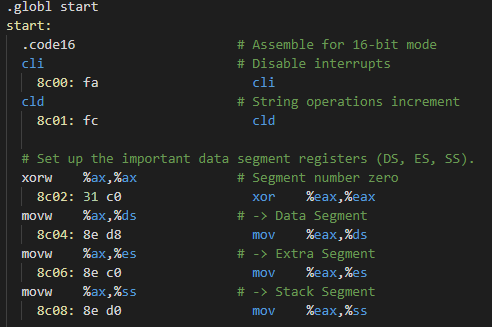 .globl start
start:
  .code16                     # Assemble for 16-bit mode
  cli                         # Disable interrupts
    8c00: fa                    cli
  cld                         # String operations increment
    8c01: fc                    cld

  # Set up the important data segment registers (DS, ES, SS).
  xorw    %ax,%ax             # Segment number zero
    8c02: 31 c0                 xor    %eax,%eax
  movw    %ax,%ds             # -> Data Segment
    8c04: 8e d8                 mov    %eax,%ds
  movw    %ax,%es             # -> Extra Segment
    8c06: 8e c0                 mov    %eax,%es
  movw    %ax,%ss             # -> Stack Segment
    8c08: 8e d0                 mov    %eax,%ss